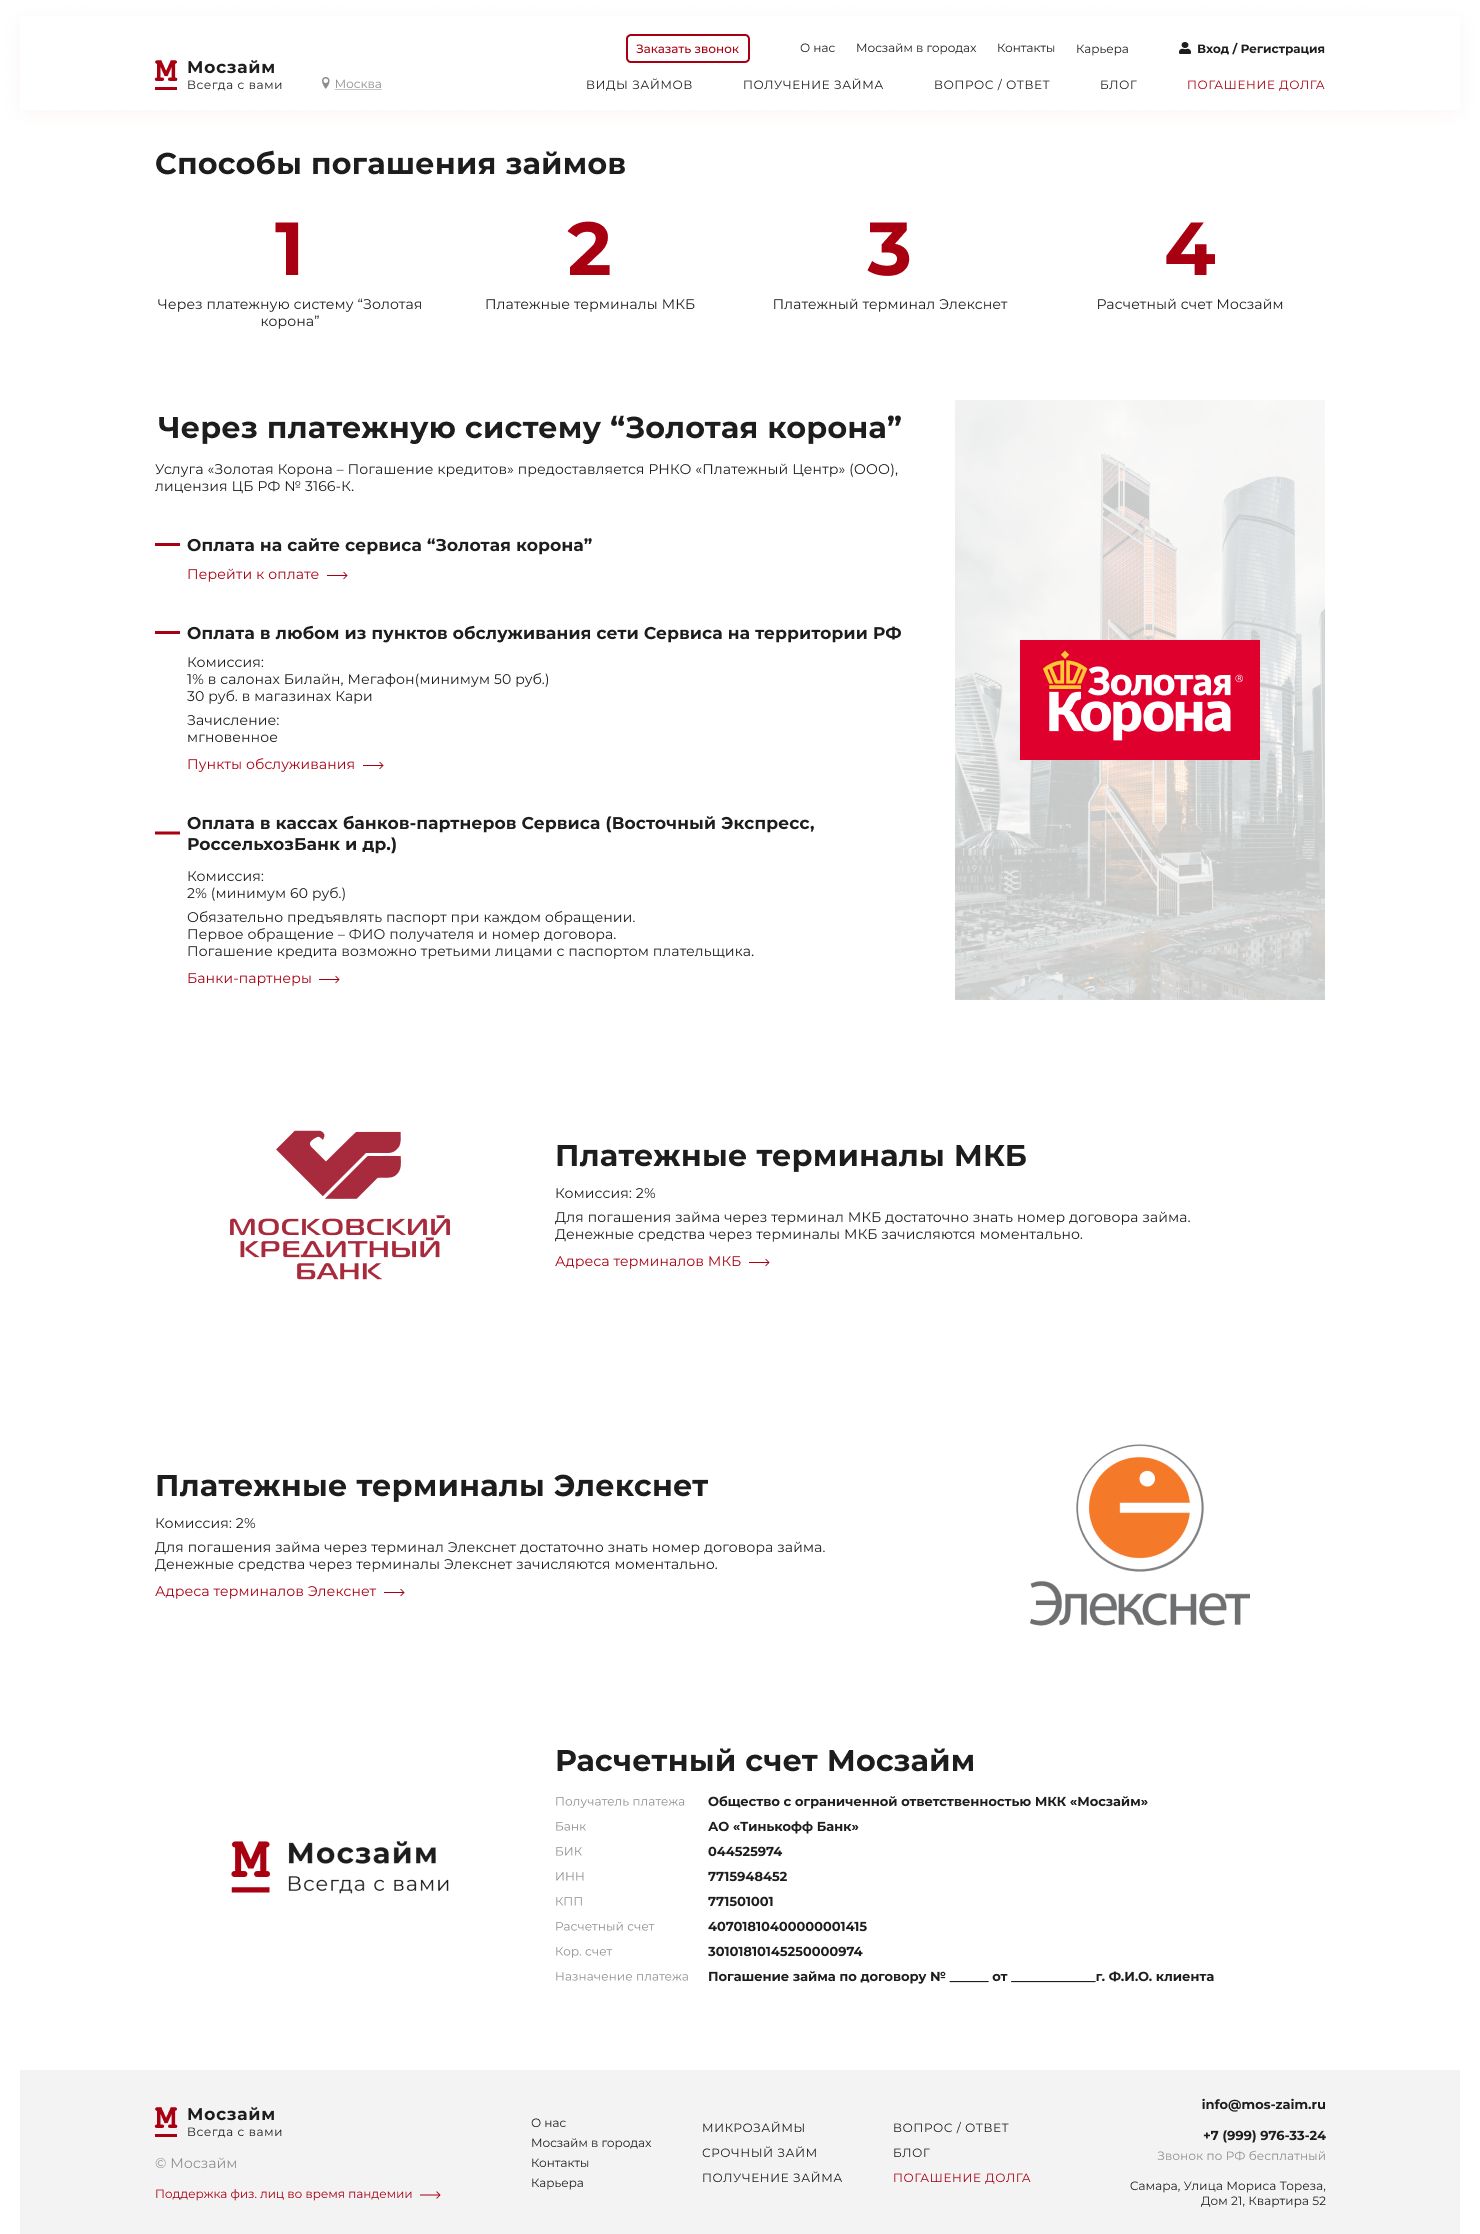 Заказать звонок
О нас
Мосзайм в городах
Контакты
Карьера
Вход / Регистрация
Мосзайм
Всегда с вами
Москва
ВИДЫ ЗАЙМОВ
ПОЛУЧЕНИЕ ЗАЙМА
ВОПРОС / ОТВЕТ
БЛОГ
ПОГАШЕНИЕ ДОЛГА
Способы погашения займов
1
Через платежную систему “Золотая
корона”
2
Платежные терминалы МКБ
3
Платежный терминал Элекснет
4
Расчетный счет Мосзайм
Через платежную систему “Золотая корона”
Услуга «Золотая Корона – Погашение кредитов» предоставляется РНКО «Платежный Центр» (ООО),
лицензия ЦБ РФ № 3166-К.
Оплата на сайте сервиса “Золотая корона”
Перейти к оплате
Оплата в любом из пунктов обслуживания сети Сервиса на территории РФ
Комиссия:
1% в салонах Билайн, Мегафон(минимум 50 руб.)
30 руб. в магазинах Кари
Зачисление:
мгновенное
Пункты обслуживания
Оплата в кассах банков-партнеров Сервиса (Восточный Экспресс,
РоссельхозБанк и др.)
Комиссия:
2% (минимум 60 руб.)
Обязательно предъявлять паспорт при каждом обращении.
Первое обращение – ФИО получателя и номер договора.
Погашение кредита возможно третьими лицами с паспортом плательщика.
Банки-партнеры
Золотая ®
Корона
МОСКОВСКИЙ
КРЕДИТНЫЙ
БАНК
Платежные терминалы МКБ
Комиссия: 2%
Для погашения займа через терминал МКБ достаточно знать номер договора займа.
Денежные средства через терминалы МКБ зачисляются моментально.
Адреса терминалов МКБ
Платежные терминалы Элекснет
Комиссия: 2%
Для погашения займа через терминал Элекснет достаточно знать номер договора займа.
Денежные средства через терминалы Элекснет зачисляются моментально.
Адреса терминалов Элекснет
Элекснет
Мосзайм
Всегда с вами
Расчетный счет Мосзайм
Получатель платежа Общество с ограниченной ответственностью МКК «Мосзайм»
Банк АО «Тинькофф Банк»
БИК 044525974
ИНН 7715948452
КПП 771501001
Расчетный счет 40701810400000001415
Кор. счет 30101810145250000974
Назначение платежа Погашение займа по договору № ______ от _____________г. Ф.И.О. клиента
Мосзайм
Всегда с вами
© Мосзайм
Поддержка физ. лиц во время пандемии
О нас
Мосзайм в городах
Контакты
Карьера
МИКРОЗАЙМЫ
СРОЧНЫЙ ЗАЙМ
ПОЛУЧЕНИЕ ЗАЙМА
ВОПРОС / ОТВЕТ
БЛОГ
ПОГАШЕНИЕ ДОЛГА
info@mos-zaim.ru
+7 (999) 976-33-24
Звонок по РФ бесплатный
Самара, Улица Мориса Тореза,
Дом 21, Квартира 52